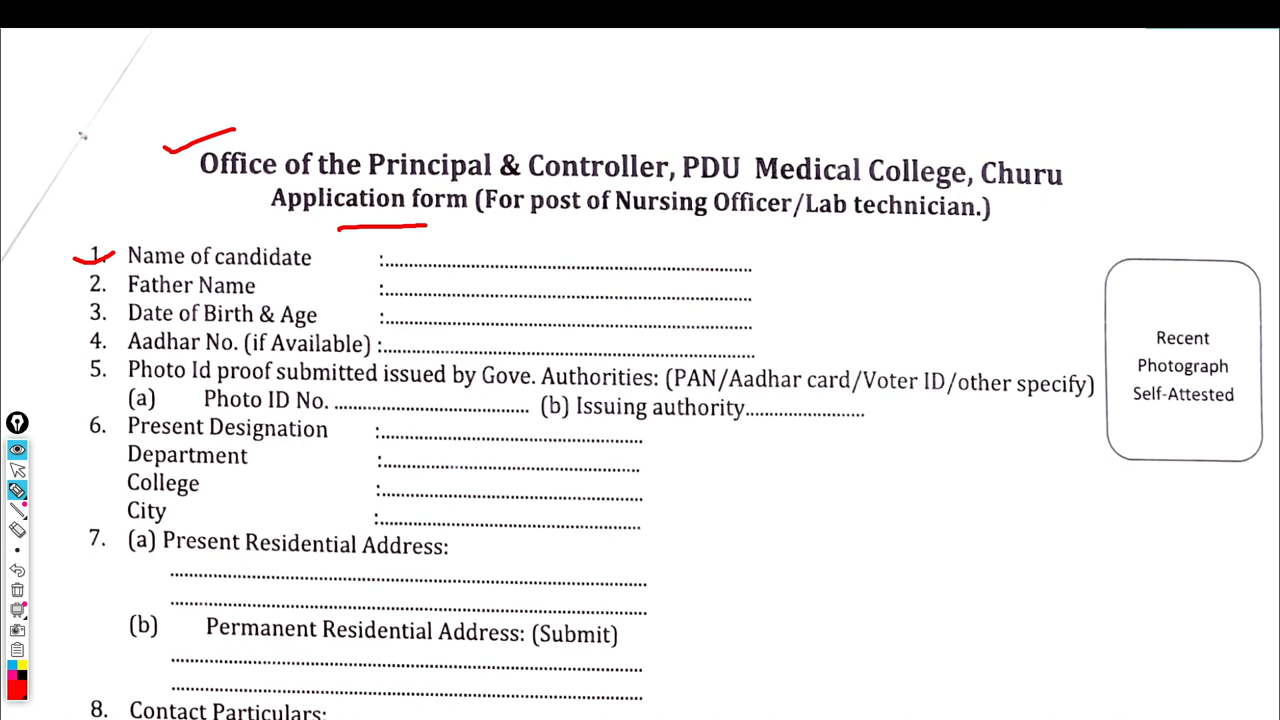 Office of the Principal & Controller, PDU Medical College, Churu
Application form (For post of Nursing Officer/Lab technician.)
1. Name of candidate :................................................................
2. Father Name :................................................................
3. Date of Birth & Age :................................................................
4. Aadhar No. (if Available) :................................................................
5. Photo Id proof submitted issued by Gove. Authorities: (PAN/Aadhar card/Voter ID/other specify)
(a) Photo ID No. .................................. (b) Issuing authority.....................
6. Present Designation :..............................................
Department :..............................................
College :..............................................
City :..............................................
7. (a) Present Residential Address:
................................................................................
................................................................................
(b) Permanent Residential Address: (Submit)
................................................................................
................................................................................
8. Contact Particulars:
Recent
Photograph
Self-Attested